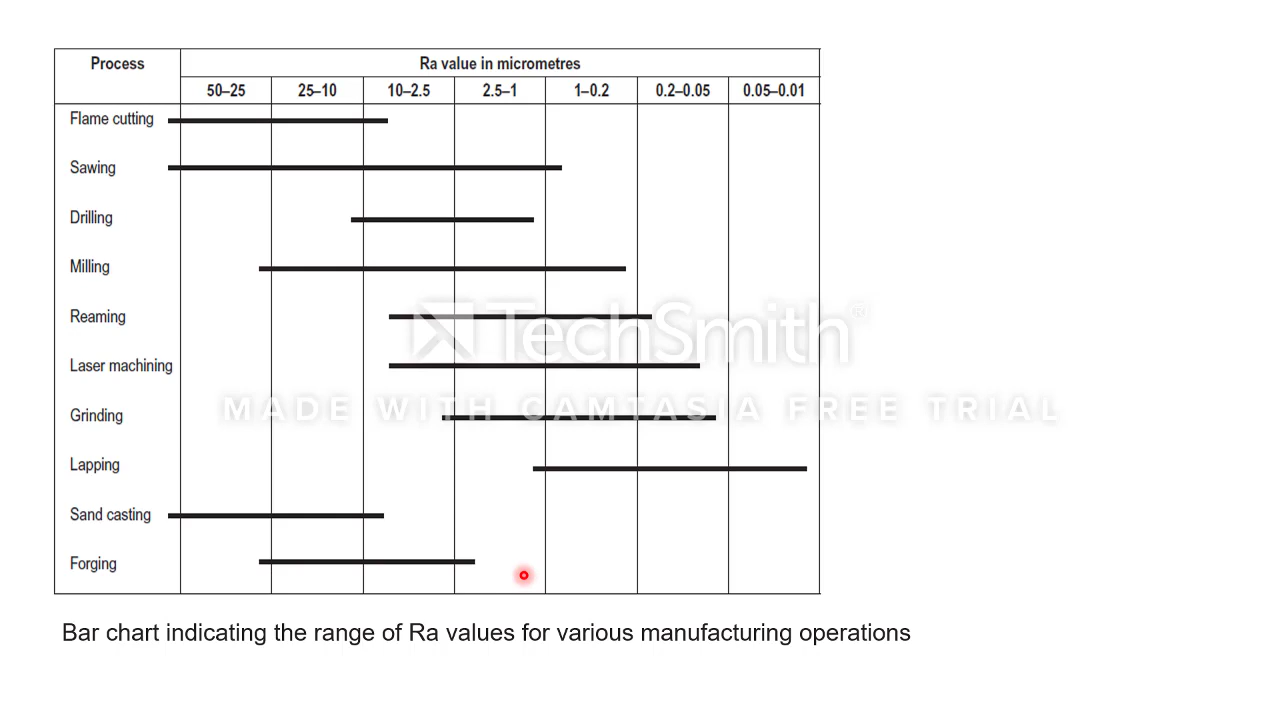 Process
Ra value in micrometres
50–25 25–10 10–2.5 2.5–1 1–0.2 0.2–0.05 0.05–0.01
Flame cutting
Sawing
Drilling
Milling
Reaming
TechSmith®
Laser machining
MADE WITH CAMTASIA FREE TRIAL
Grinding
Lapping
Sand casting
Forging
Bar chart indicating the range of Ra values for various manufacturing operations